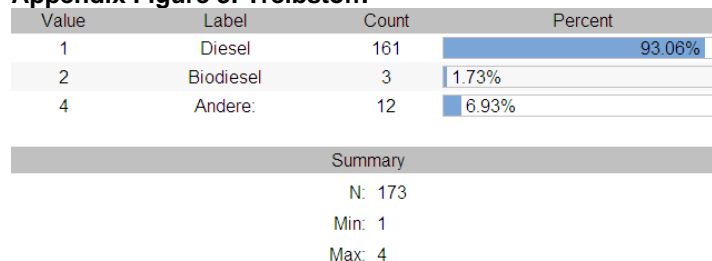 Value Label Count Percent
1 Diesel 161 93.06%
2 Biodiesel 3 1.73%
4 Andere: 12 6.93%
Summary
N: 173
Min: 1
Max: 4